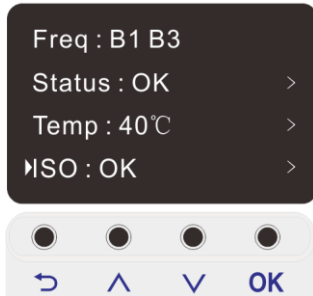 Freq : B1 B3
Status : OK >
Temp : 40℃ >
ISO : OK >
OK